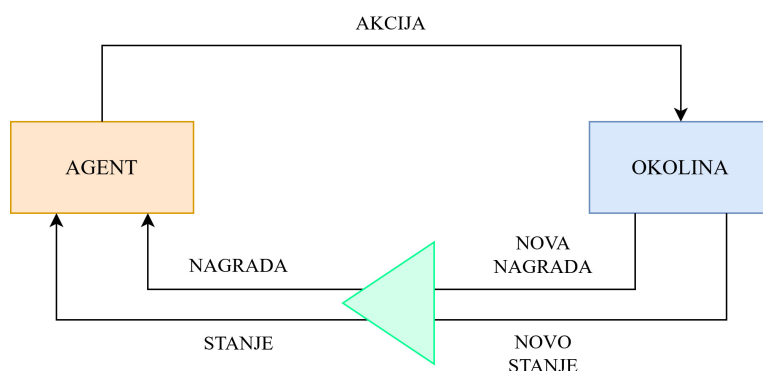 AKCIJA
AGENT
OKOLINA
NOVA
NAGRADA
NAGRADA
STANJE
NOVO
STANJE